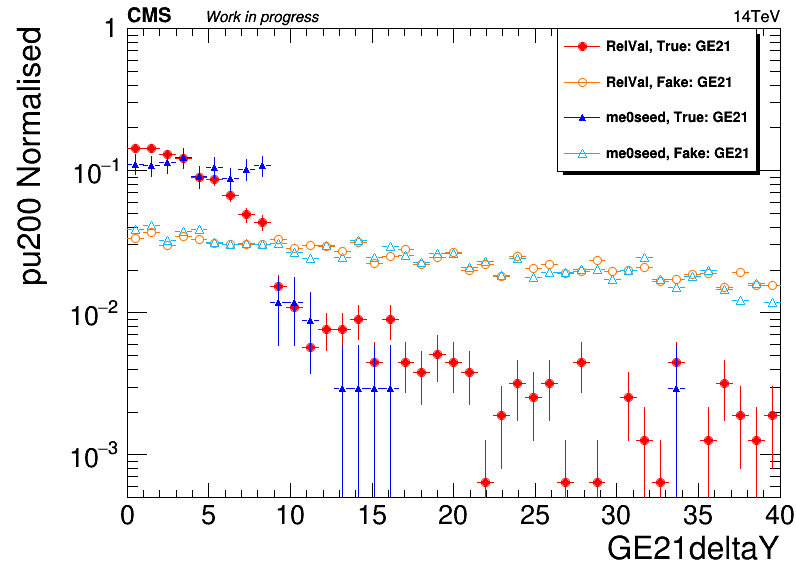 CMS Work in progress 14TeV
pu200 Normalised
1
10⁻¹
10⁻²
10⁻³
RelVal, True: GE21
RelVal, Fake: GE21
me0seed, True: GE21
me0seed, Fake: GE21
0 5 10 15 20 25 30 35 40
GE21deltaY